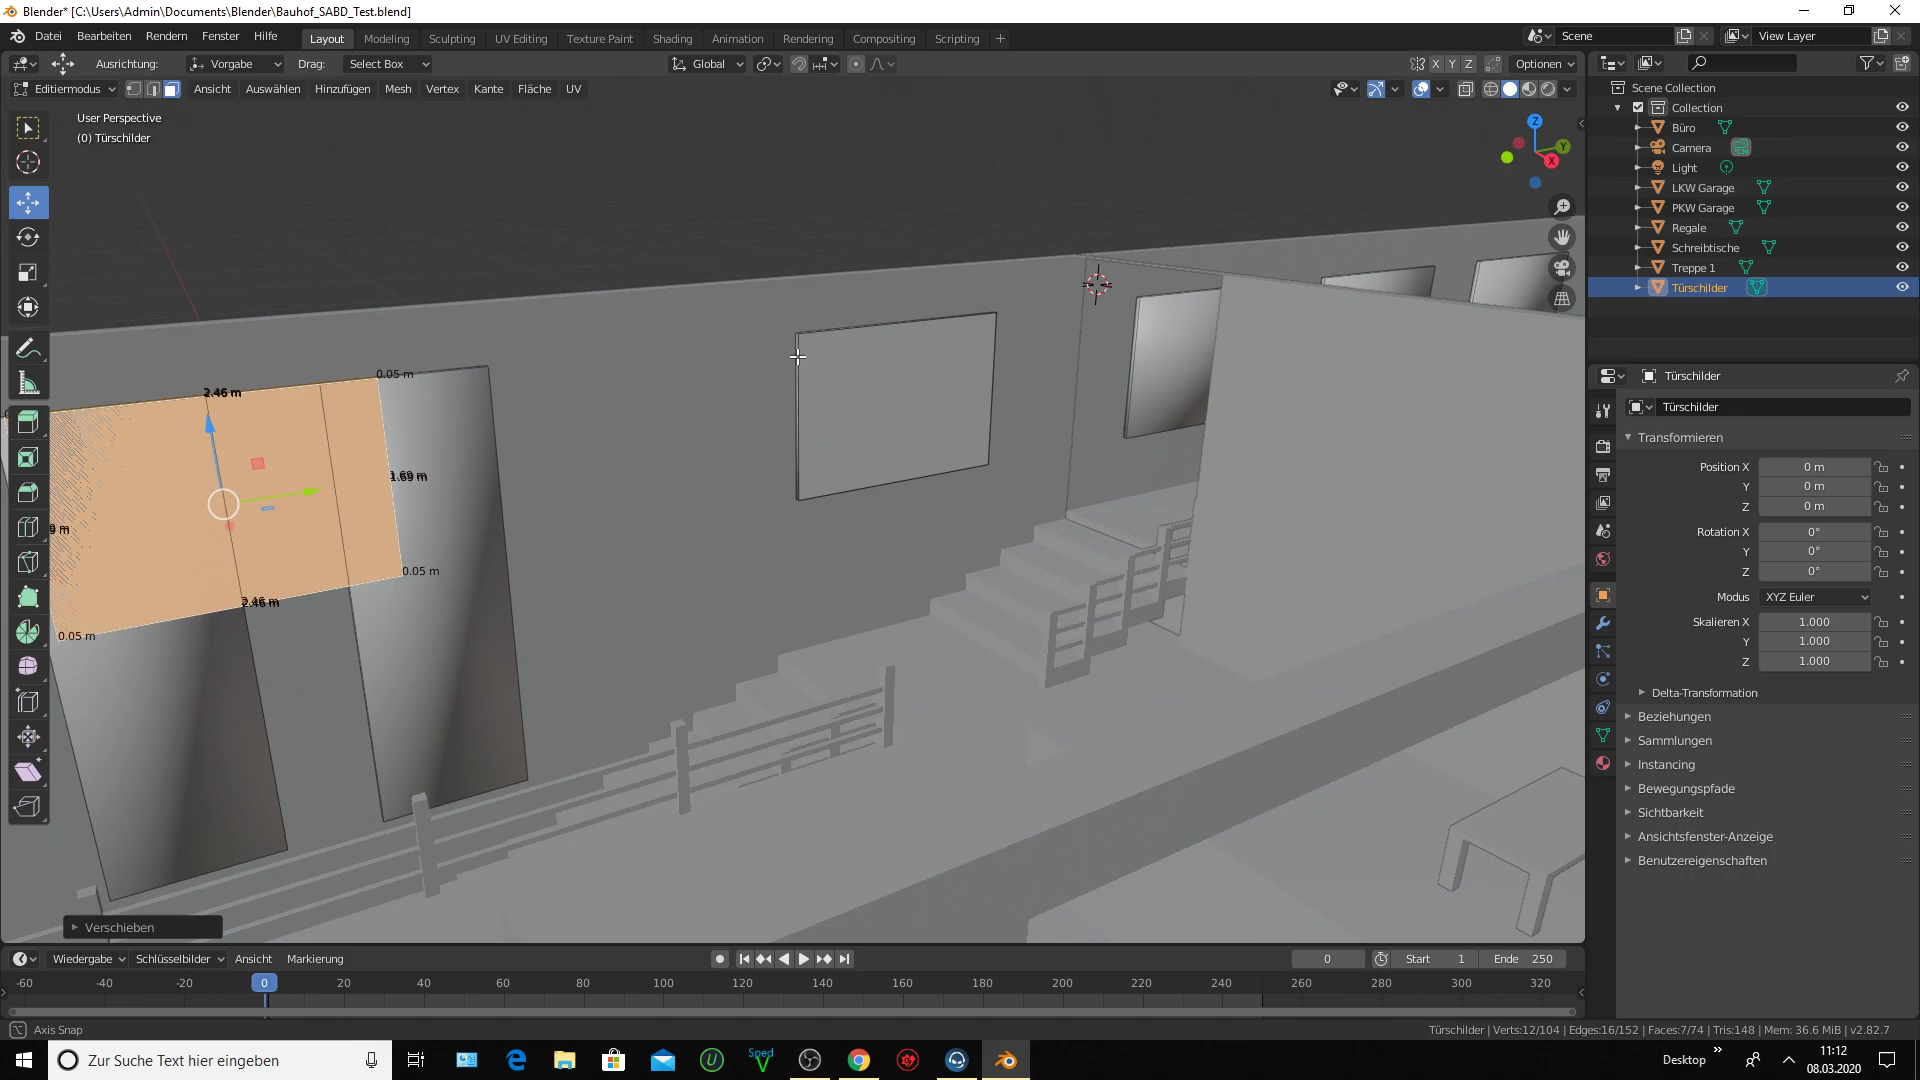 Blender* [C:\Users\Admin\Documents\Blender\Bauhof_SABD_Test.blend]
Datei Bearbeiten Rendern Fenster Hilfe
Layout Modeling Sculpting UV Editing Texture Paint Shading Animation Rendering Compositing Scripting +
Scene
View Layer
Ausrichtung: Vorgabe Drag: Select Box
Global
X Y Z Optionen
Editiermodus Ansicht Auswählen Hinzufügen Mesh Vertex Kante Fläche UV
User Perspective
(0) Türschilder
Z
Y
X
0.05 m
2.46 m
1.69 m
9 m
0.05 m
2.46 m
0.05 m
Verschieben
Scene Collection
Collection
Büro
Camera
Light
LKW Garage
PKW Garage
Regale
Schreibtische
Treppe 1
Türschilder
Türschilder
Türschilder
Transformieren
Position X 0 m
Y 0 m
Z 0 m
Rotation X 0°
Y 0°
Z 0°
Modus XYZ Euler
Skalieren X 1.000
Y 1.000
Z 1.000
Delta-Transformation
Beziehungen
Sammlungen
Instancing
Bewegungspfade
Sichtbarkeit
Ansichtsfenster-Anzeige
Benutzereigenschaften
Wiedergabe Schlüsselbilder Ansicht Markierung
0 Start 1 Ende 250
-60 -40 -20 0 20 40 60 80 100 120 140 160 180 200 220 240 260 280 300 320
Axis Snap
Türschilder | Verts:12/104 | Edges:16/152 | Faces:7/74 | Tris:148 | Mem: 36.6 MiB | v2.82.7
Zur Suche Text hier eingeben
Sped
V
Desktop
11:12
08.03.2020